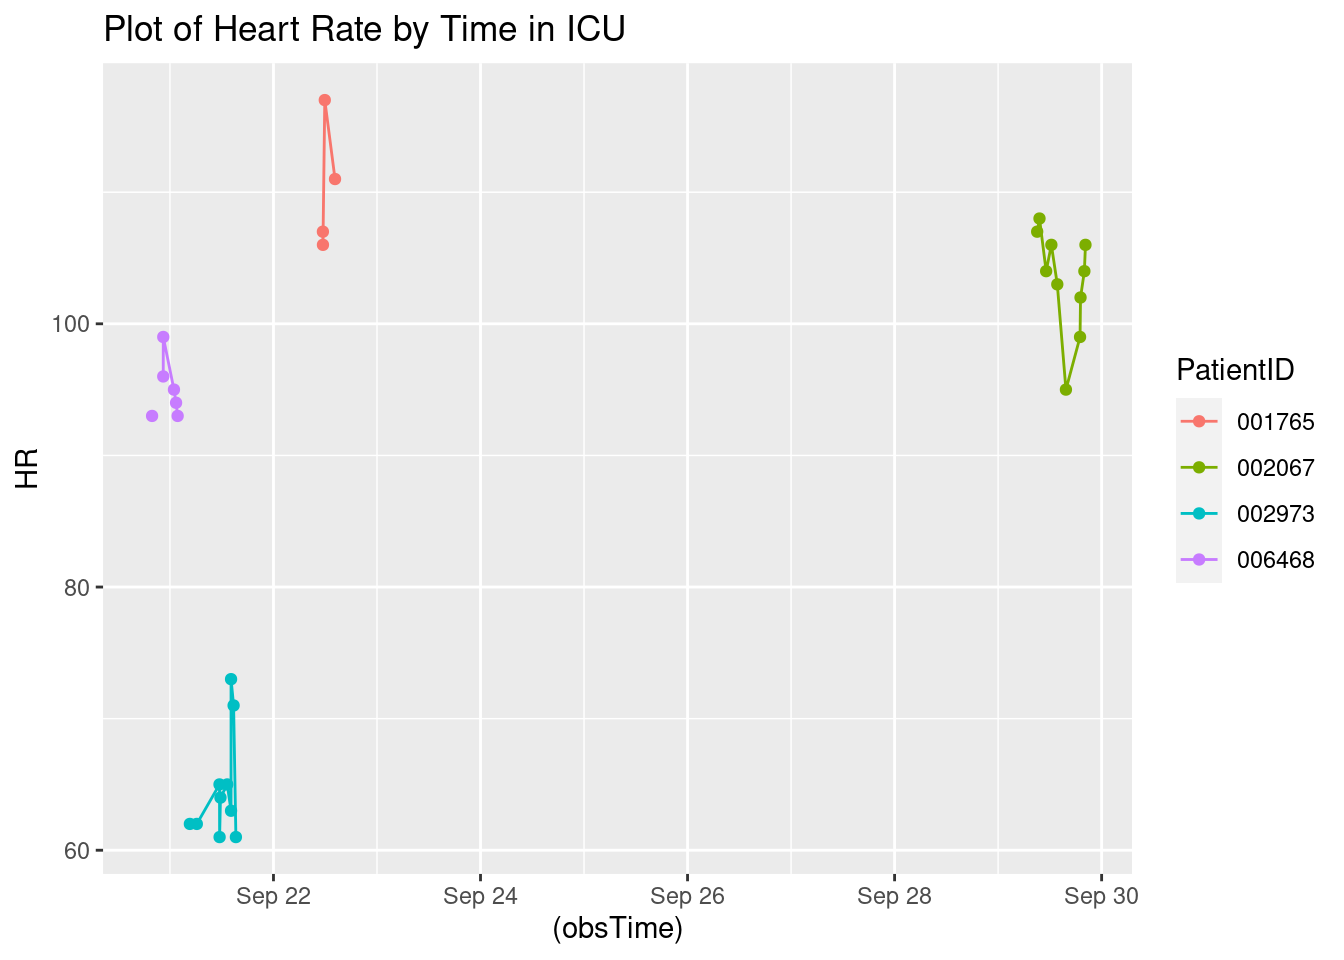 Plot of Heart Rate by Time in ICU
100
80
60
HR
Sep 22
Sep 24
Sep 26
Sep 28
Sep 30
(obsTime)
PatientID
001765
002067
002973
006468